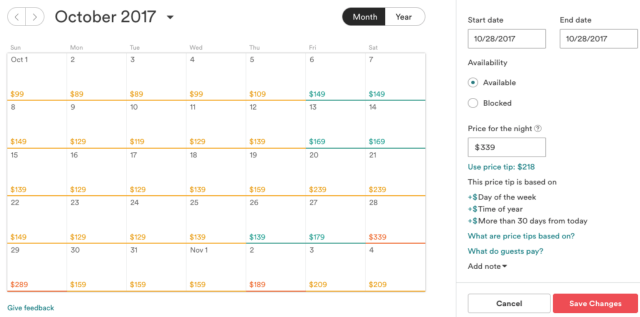 October 2017
Month Year
Sun Mon Tue Wed Thu Fri Sat
Oct 1 2 3 4 5 6 7
$99 $89 $89 $99 $109 $149 $149
8 9 10 11 12 13 14
$149 $129 $119 $129 $139 $169 $169
15 16 17 18 19 20 21
$139 $129 $129 $139 $159 $239 $239
22 23 24 25 26 27 28
$149 $129 $129 $139 $139 $179 $339
29 30 31 Nov 1 2 3 4
$289 $159 $159 $159 $189 $209 $209
Give feedback
Start date End date
10/28/2017 10/28/2017
Availability
Available
Blocked
Price for the night ?
$339
Use price tip: $218
This price tip is based on
+$Day of the week
+$Time of year
+$More than 30 days from today
What are price tips based on?
What do guests pay?
Add note
Cancel Save Changes